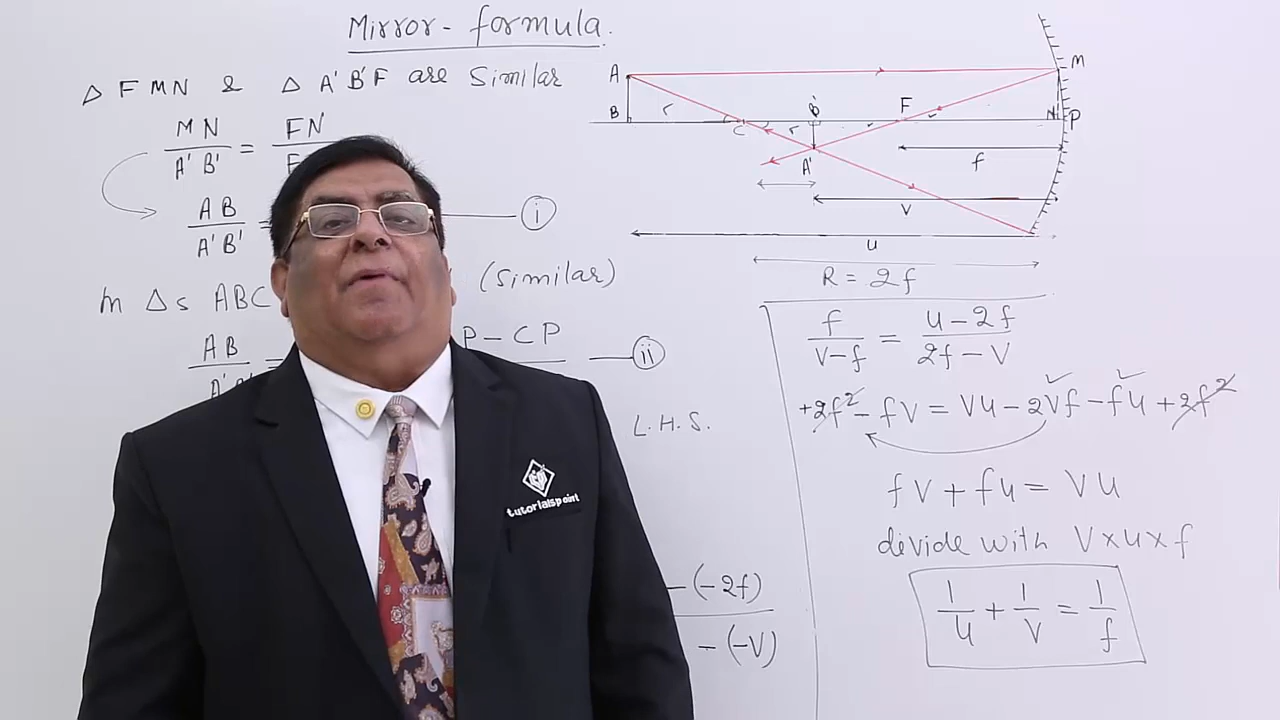 Mirror - formula.
△ FMN & △ A'B'F are Similar
MN / A'B' = FN / F
AB / A'B' = (i)
In △s ABC (Similar)
AB / A'B' = P - CP (ii)
L.H.S.
- (-2f)
- (-V)
A M
B r C B' r F N P
A' f
v
u
R = 2f
f / V-f = u-2f / 2f-V
+2f² - fV = Vu - 2Vf - fu + 2f²
fV + fu = Vu
divide with V×u×f
1/u + 1/V = 1/f
tutorialspoint